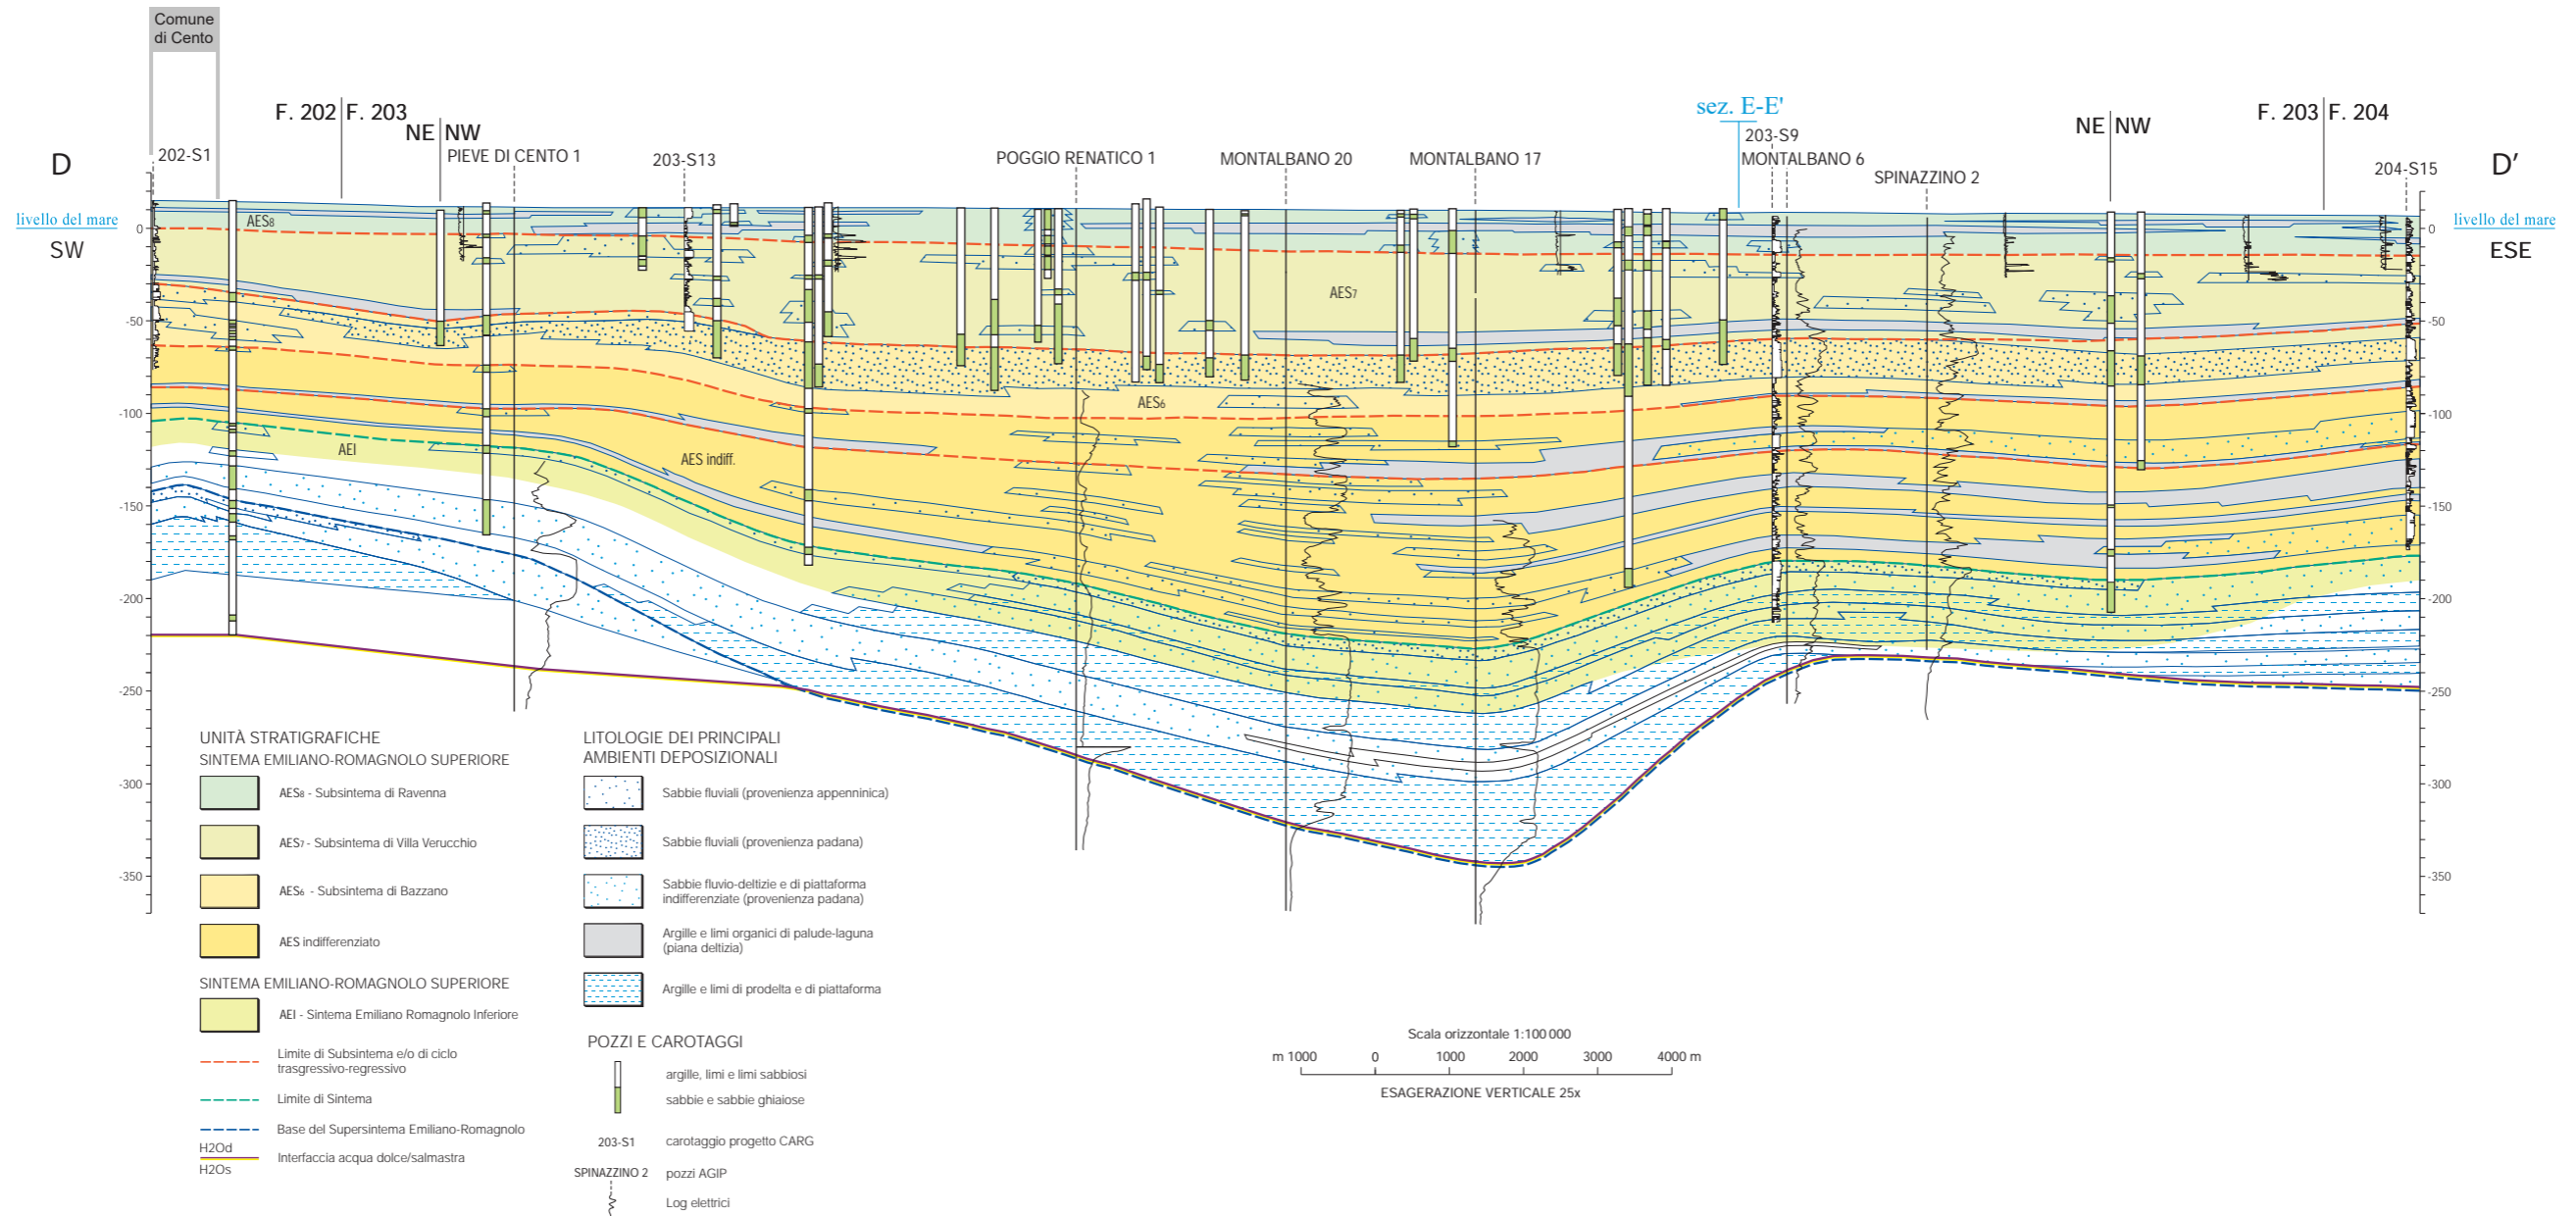 Comune
di Cento
F. 202 F. 203
NE NW
sez. E-E'
NE NW
F. 203 F. 204
D
202-S1
PIEVE DI CENTO 1
203-S13
POGGIO RENATICO 1
MONTALBANO 20
MONTALBANO 17
203-S9
MONTALBANO 6
SPINAZZINO 2
204-S15
D'
livello del mare
SW
livello del mare
ESE
0
-50
-100
-150
-200
-250
-300
-350
0
-50
-100
-150
-200
-250
-300
-350
AES8
AES7
AES6
AES indiff.
AEI
UNITÀ STRATIGRAFICHE
SINTEMA EMILIANO-ROMAGNOLO SUPERIORE
AES8 - Subsintema di Ravenna
AES7 - Subsintema di Villa Verucchio
AES6 - Subsintema di Bazzano
AES indifferenziato
SINTEMA EMILIANO-ROMAGNOLO SUPERIORE
AEI - Sintema Emiliano Romagnolo Inferiore
Limite di Subsintema e/o di ciclo
trasgressivo-regressivo
Limite di Sintema
Base del Supersintema Emiliano-Romagnolo
H2Od
Interfaccia acqua dolce/salmastra
H2Os
LITOLOGIE DEI PRINCIPALI
AMBIENTI DEPOSIZIONALI
Sabbie fluviali (provenienza appenninica)
Sabbie fluviali (provenienza padana)
Sabbie fluvio-deltizie e di piattaforma
indifferenziate (provenienza padana)
Argille e limi organici di palude-laguna
(piana deltizia)
Argille e limi di prodelta e di piattaforma
POZZI E CAROTAGGI
argille, limi e limi sabbiosi
sabbie e sabbie ghiaiose
203-S1 carotaggio progetto CARG
SPINAZZINO 2 pozzi AGIP
Log elettrici
Scala orizzontale 1:100 000
m 1000 0 1000 2000 3000 4000 m
ESAGERAZIONE VERTICALE 25x